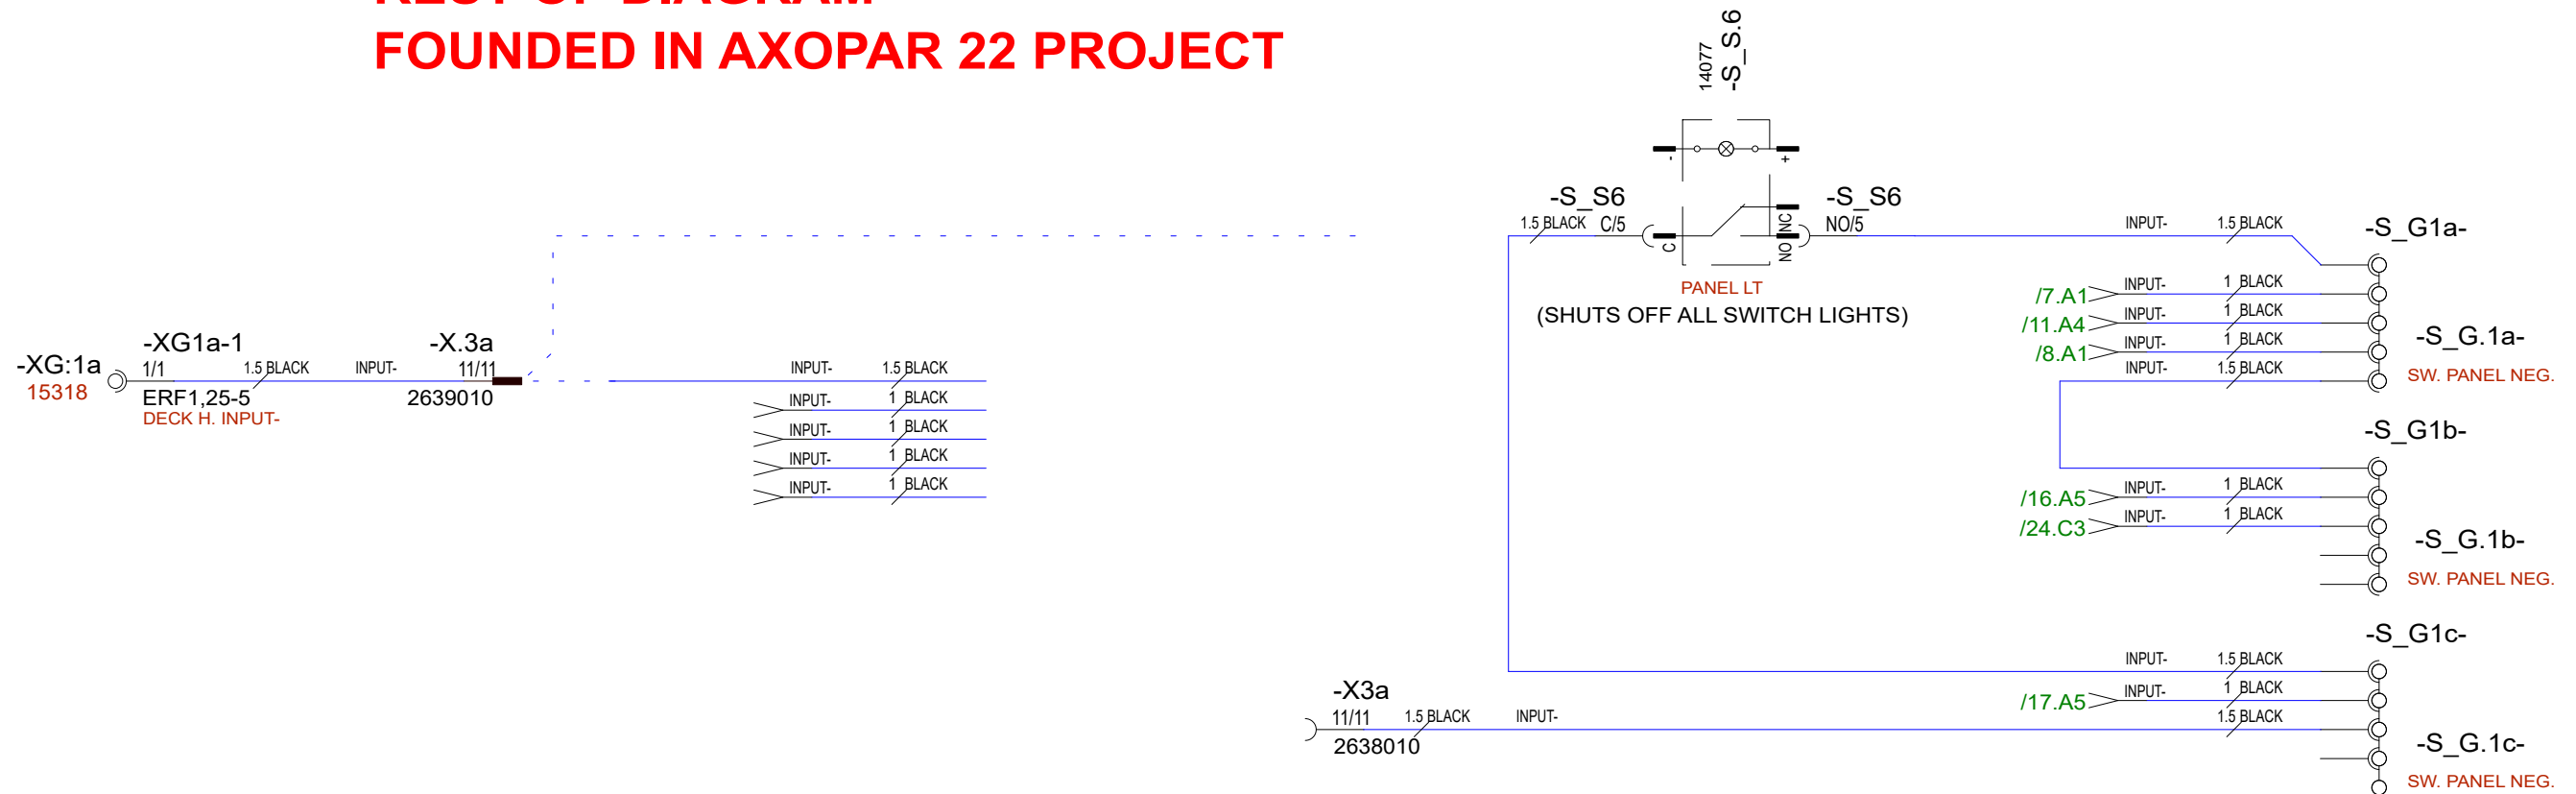 REST OF DIAGRAM
FOUNDED IN AXOPAR 22 PROJECT
14077
-S_S.6
-
+
-S_S6
1.5 BLACK C/5
C
NC
NO
-S_S6
NO/5
PANEL LT
(SHUTS OFF ALL SWITCH LIGHTS)
INPUT- 1.5 BLACK
-S_G1a-
/7.A1 INPUT- 1 BLACK
/11.A4 INPUT- 1 BLACK
/8.A1 INPUT- 1 BLACK
INPUT- 1.5 BLACK
-S_G.1a-
SW. PANEL NEG.
-XG:1a
15318
-XG1a-1
1/1 1.5 BLACK INPUT-
ERF1,25-5
DECK H. INPUT-
-X.3a
11/11
2639010
INPUT- 1.5 BLACK
INPUT- 1 BLACK
INPUT- 1 BLACK
INPUT- 1 BLACK
INPUT- 1 BLACK
-S_G1b-
/16.A5 INPUT- 1 BLACK
/24.C3 INPUT- 1 BLACK
-S_G.1b-
SW. PANEL NEG.
-S_G1c-
INPUT- 1.5 BLACK
/17.A5 INPUT- 1 BLACK
-X3a
11/11 1.5 BLACK INPUT- 1.5 BLACK
2638010
-S_G.1c-
SW. PANEL NEG.